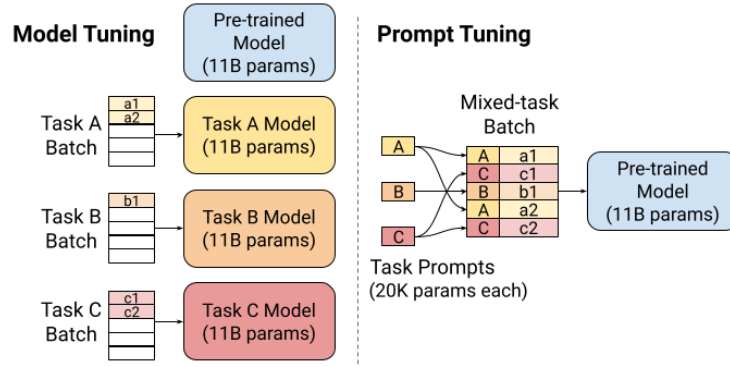 Model Tuning
Pre-trained
Model
(11B params)
Task A
Batch
a1
a2
Task A Model
(11B params)
Task B
Batch
b1
Task B Model
(11B params)
Task C
Batch
c1
c2
Task C Model
(11B params)
Prompt Tuning
Mixed-task
Batch
A
B
C
A a1
C c1
B b1
A a2
C c2
Task Prompts
(20K params each)
Pre-trained
Model
(11B params)